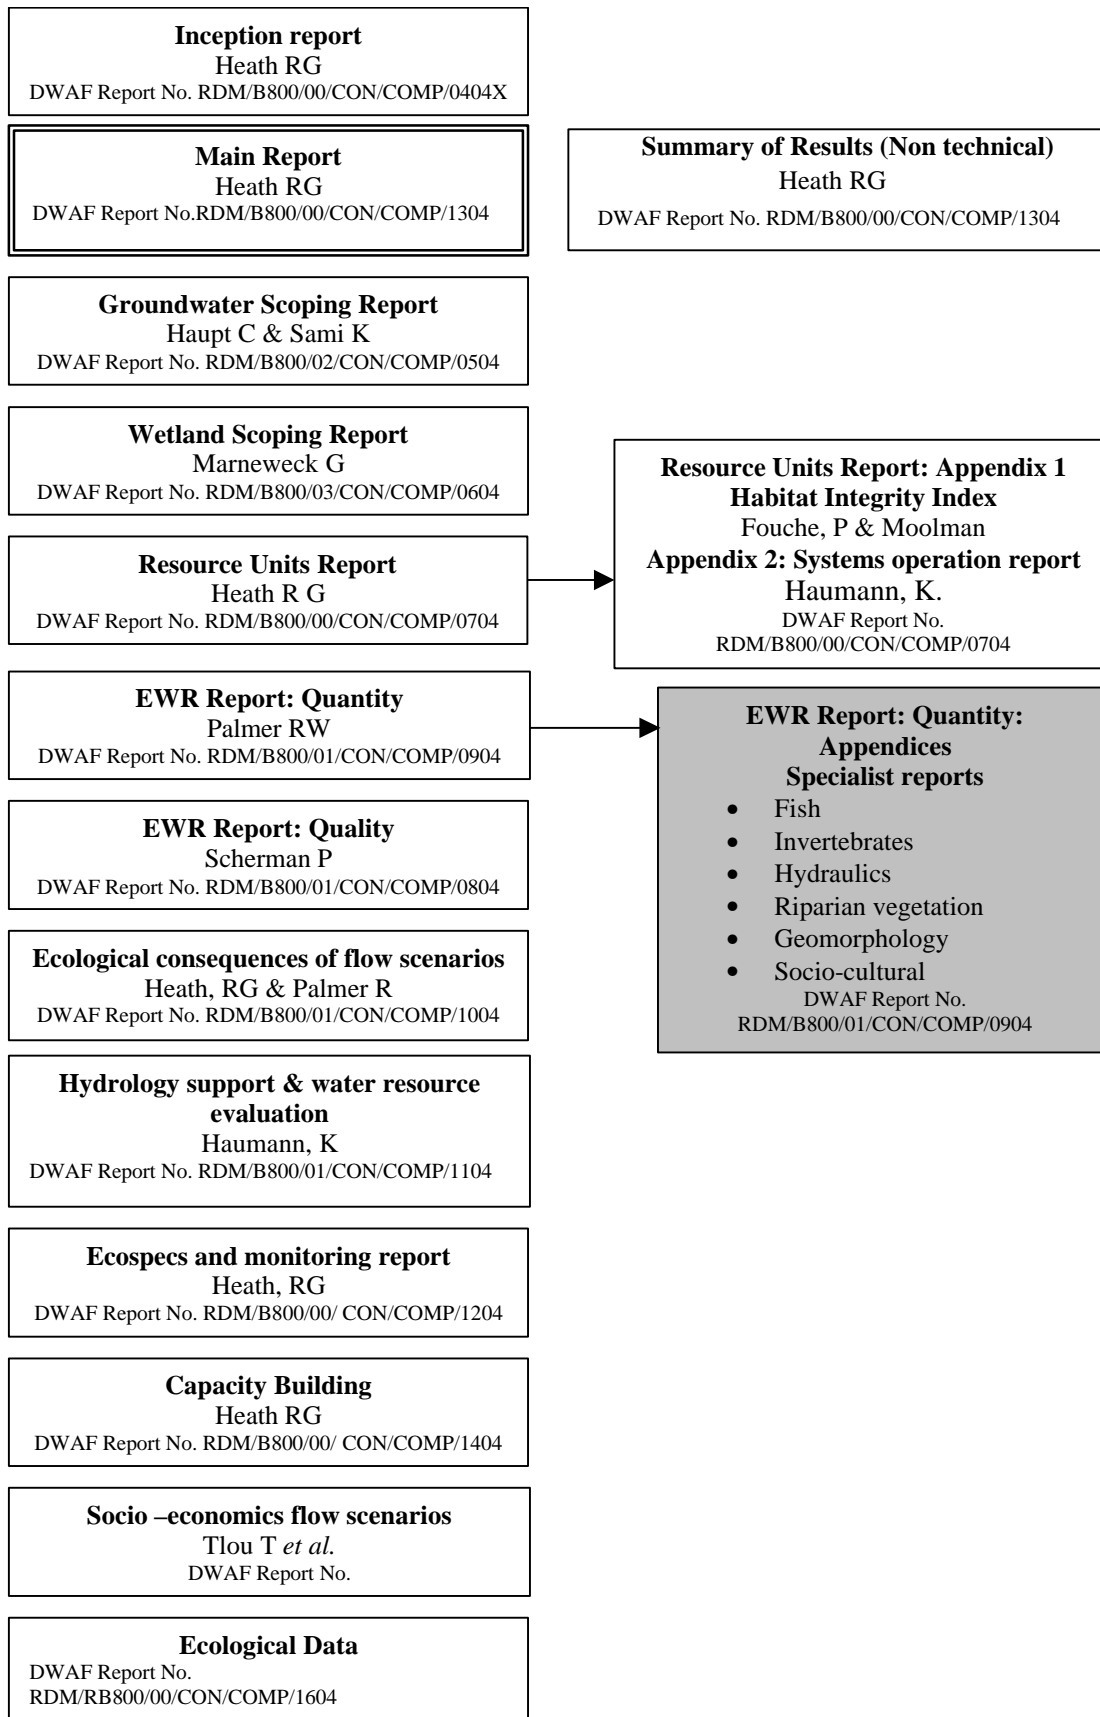 Inception report
Heath RG
DWAF Report No. RDM/B800/00/CON/COMP/0404X
Main Report
Heath RG
DWAF Report No.RDM/B800/00/CON/COMP/1304
Summary of Results (Non technical)
Heath RG
DWAF Report No. RDM/B800/00/CON/COMP/1304
Groundwater Scoping Report
Haupt C & Sami K
DWAF Report No. RDM/B800/02/CON/COMP/0504
Wetland Scoping Report
Marneweck G
DWAF Report No. RDM/B800/03/CON/COMP/0604
Resource Units Report
Heath R G
DWAF Report No. RDM/B800/00/CON/COMP/0704
Resource Units Report: Appendix 1
Habitat Integrity Index
Fouche, P & Moolman
Appendix 2: Systems operation report
Haumann, K.
DWAF Report No.
RDM/B800/00/CON/COMP/0704
EWR Report: Quantity
Palmer RW
DWAF Report No. RDM/B800/01/CON/COMP/0904
EWR Report: Quantity:
Appendices
Specialist reports
• Fish
• Invertebrates
• Hydraulics
• Riparian vegetation
• Geomorphology
• Socio-cultural
DWAF Report No.
RDM/B800/01/CON/COMP/0904
EWR Report: Quality
Scherman P
DWAF Report No. RDM/B800/01/CON/COMP/0804
Ecological consequences of flow scenarios
Heath, RG & Palmer R
DWAF Report No. RDM/B800/01/CON/COMP/1004
Hydrology support & water resource
evaluation
Haumann, K
DWAF Report No. RDM/B800/01/CON/COMP/1104
Ecospecs and monitoring report
Heath, RG
DWAF Report No. RDM/B800/00/ CON/COMP/1204
Capacity Building
Heath RG
DWAF Report No. RDM/B800/00/ CON/COMP/1404
Socio –economics flow scenarios
Tlou T et al.
DWAF Report No.
Ecological Data
DWAF Report No.
RDM/RB800/00/CON/COMP/1604